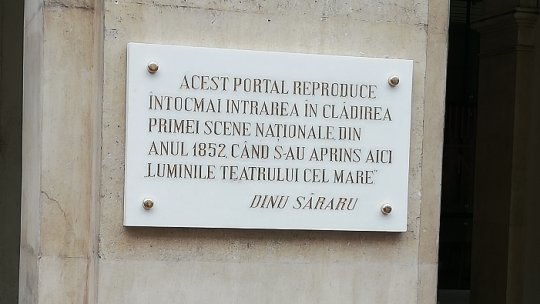 ACEST PORTAL REPRODUCE
ÎNTOCMAI INTRAREA ÎN CLĂDIREA
PRIMEI SCENE NAȚIONALE DIN
ANUL 1852, CÂND S-AU APRINS AICI
„LUMINILE TEATRULUI CEL MARE”
DINU SĂRARU